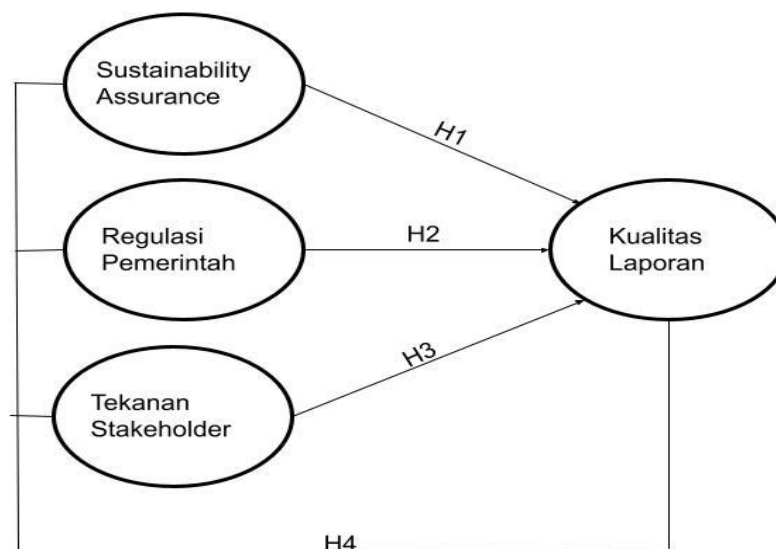 Sustainability
Assurance
H1
Regulasi
Pemerintah
H2
Kualitas
Laporan
H3
Tekanan
Stakeholder
H4